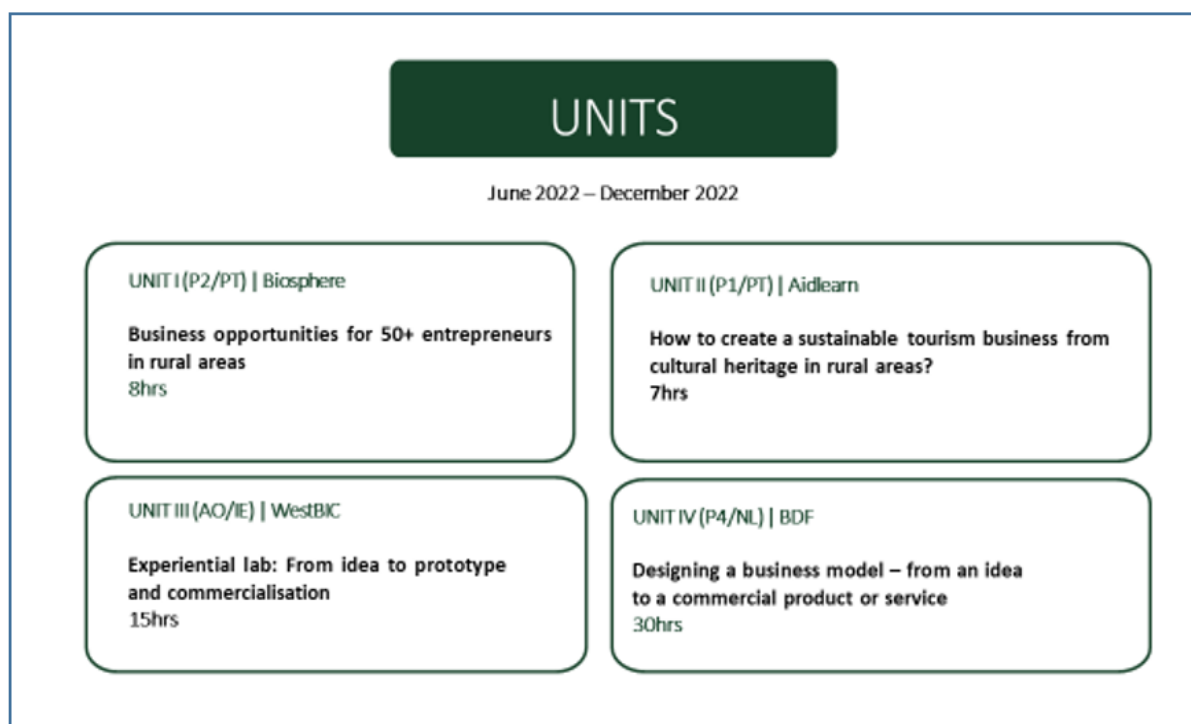 UNITS
June 2022 – December 2022
UNIT I (P2/PT) | Biosphere
Business opportunities for 50+ entrepreneurs
in rural areas
8hrs
UNIT II (P1/PT) | Aidlearn
How to create a sustainable tourism business from
cultural heritage in rural areas?
7hrs
UNIT III (AO/IE) | WestBIC
Experiential lab: From idea to prototype
and commercialisation
15hrs
UNIT IV (P4/NL) | BDF
Designing a business model – from an idea
to a commercial product or service
30hrs